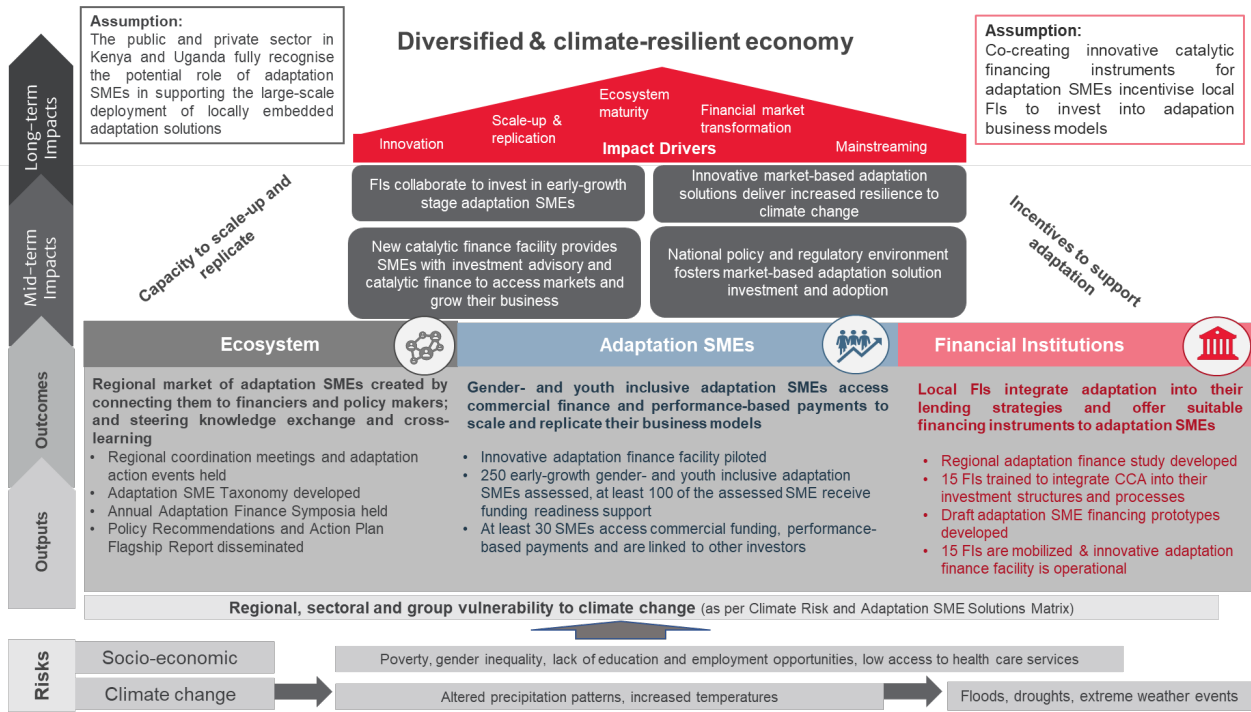 Assumption:
The public and private sector in
Kenya and Uganda fully recognise
the potential role of adaptation
SMEs in supporting the large-scale
deployment of locally embedded
adaptation solutions
Diversified & climate-resilient economy
Assumption:
Co-creating innovative catalytic
financing instruments for
adaptation SMEs incentivise local
FIs to invest into adaptation
business models
Long-term
Impacts
Mid-term
Impacts
Outcomes
Outputs
Innovation
Scale-up &
replication
Ecosystem
maturity
Financial market
transformation
Mainstreaming
Impact Drivers
Capacity to scale-up and
replicate
FIs collaborate to invest in early-growth
stage adaptation SMEs
Innovative market-based adaptation
solutions deliver increased resilience to
climate change
New catalytic finance facility provides
SMEs with investment advisory and
catalytic finance to access markets and
grow their business
National policy and regulatory environment
fosters market-based adaptation solution
investment and adoption
Incentives to support
adaptation
Ecosystem
Regional market of adaptation SMEs created by
connecting them to financiers and policy makers;
and steering knowledge exchange and cross-
learning
• Regional coordination meetings and adaptation
action events held
• Adaptation SME Taxonomy developed
• Annual Adaptation Finance Symposia held
• Policy Recommendations and Action Plan
Flagship Report disseminated
Adaptation SMEs
Gender- and youth inclusive adaptation SMEs access
commercial finance and performance-based payments to
scale and replicate their business models
• Innovative adaptation finance facility piloted
• 250 early-growth gender- and youth inclusive adaptation
SMEs assessed, at least 100 of the assessed SME receive
funding readiness support
• At least 30 SMEs access commercial funding, performance-
based payments and are linked to other investors
Financial Institutions
Local FIs integrate adaptation into their
lending strategies and offer suitable
financing instruments to adaptation SMEs
• Regional adaptation finance study developed
• 15 FIs trained to integrate CCA into their
investment structures and processes
• Draft adaptation SME financing prototypes
developed
• 15 FIs are mobilized & innovative adaptation
finance facility is operational
Regional, sectoral and group vulnerability to climate change (as per Climate Risk and Adaptation SME Solutions Matrix)
Risks
Socio-economic
Poverty, gender inequality, lack of education and employment opportunities, low access to health care services
Climate change
Altered precipitation patterns, increased temperatures
Floods, droughts, extreme weather events